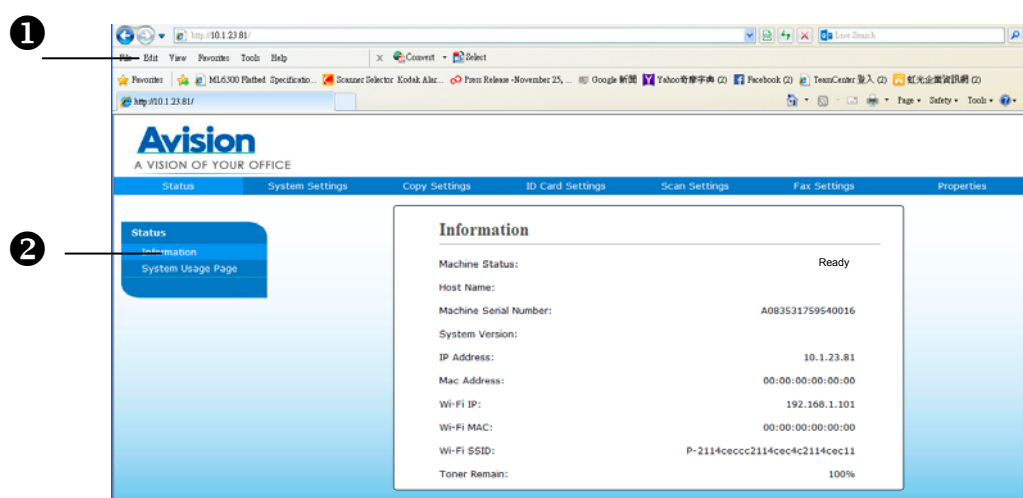 ❶
http://10.1.23.81/
Live Search
File Edit View Favorites Tools Help
Convert Select
Favorites ML6300 Flatbed Specificatio... Scanner Selector Kodak Alar... Press Release -November 25, ... Google 新聞 Yahoo奇摩字典 (2) Facebook (2) TeamCenter 登入 (2) 虹光企業資訊網 (2)
http://10.1.23.81/
Page Safety Tools
Avision
A VISION OF YOUR OFFICE
Status System Settings Copy Settings ID Card Settings Scan Settings Fax Settings Properties
❷
Status
Information
System Usage Page
Information
Machine Status: Ready
Host Name:
Machine Serial Number: A083531759540016
System Version:
IP Address: 10.1.23.81
Mac Address: 00:00:00:00:00:00
Wi-Fi IP: 192.168.1.101
Wi-Fi MAC: 00:00:00:00:00:00
Wi-Fi SSID: P-2114ceccc2114cec4c2114cec11
Toner Remain: 100%